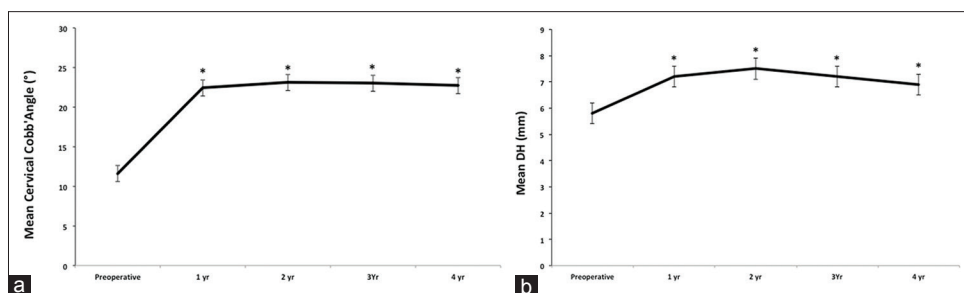 Mean Cervical Cobb'Angle (°)
30
25
20
15
10
5
0
*
*
*
*
Preoperative
1 yr
2 yr
3Yr
4 yr
a
Mean DH (mm)
9
8
7
6
5
4
3
2
1
0
*
*
*
*
Preoperative
1 yr
2 yr
3Yr
4 yr
b